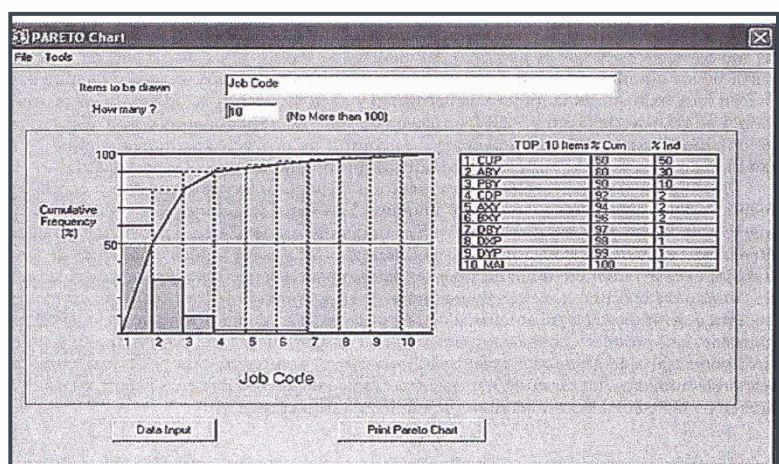 PARETO Chart
File Tools
Items to be drawn Job Code
How many ? 10 (No More than 100)
TOP 10 Items % Cum % Ind
1. CUP 50 50
2. ABY 80 30
3. PBY 90 10
4. CDP 92 2
5. AXY 94 2
6. BXY 96 2
7. DBY 97 1
8. DXP 98 1
9. DYP 99 1
10. MAI 100 1
100
Cumulative
Frequency
(%)
50
1 2 3 4 5 6 7 8 9 10
Job Code
Data Input Print Pareto Chart